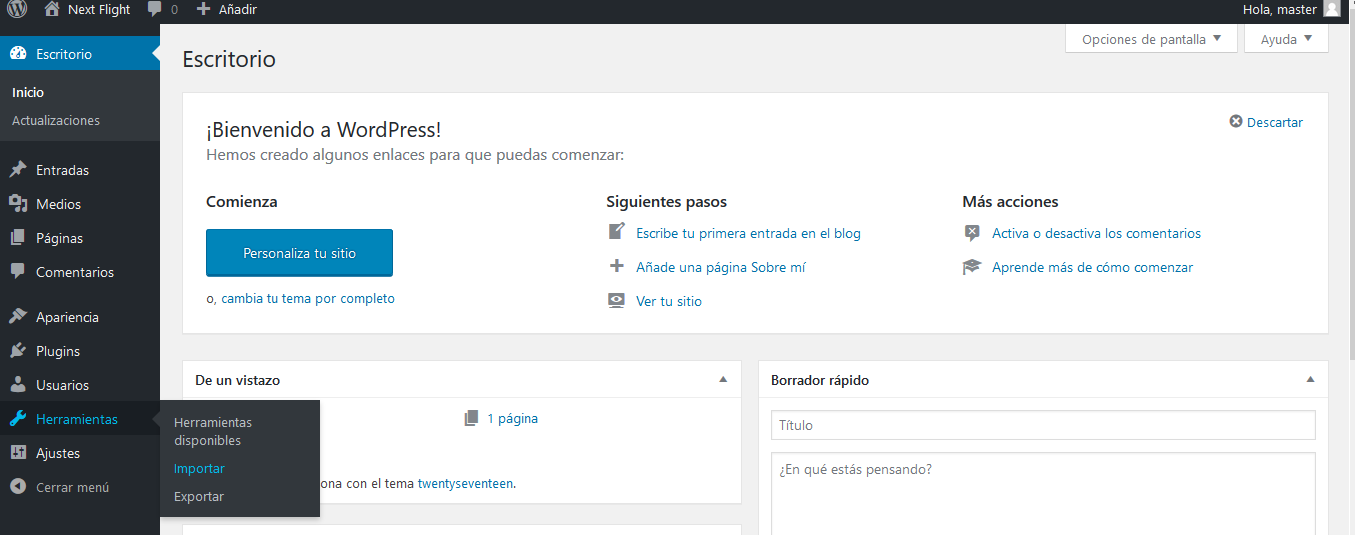 Next Flight 0 Añadir Hola, master
Opciones de pantalla Ayuda
Escritorio
Inicio
Actualizaciones
Entradas
Medios
Páginas
Comentarios
Apariencia
Plugins
Usuarios
Herramientas
Ajustes
Cerrar menú
Herramientas
disponibles
Importar
Exportar
Escritorio
¡Bienvenido a WordPress!
Descartar
Hemos creado algunos enlaces para que puedas comenzar:
Comienza
Personaliza tu sitio
o, cambia tu tema por completo
Siguientes pasos
Escribe tu primera entrada en el blog
Añade una página Sobre mí
Ver tu sitio
Más acciones
Activa o desactiva los comentarios
Aprende más de cómo comenzar
De un vistazo
1 página
ona con el tema twentyseventeen.
Borrador rápido
Título
¿En qué estás pensando?